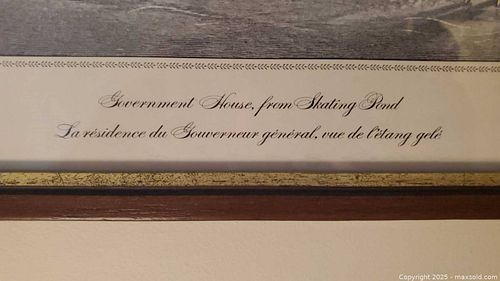 Government House, from Skating Pond
La résidence du Gouverneur général, vue de l'étang gelé
Copyright 2025 - maxsold.com